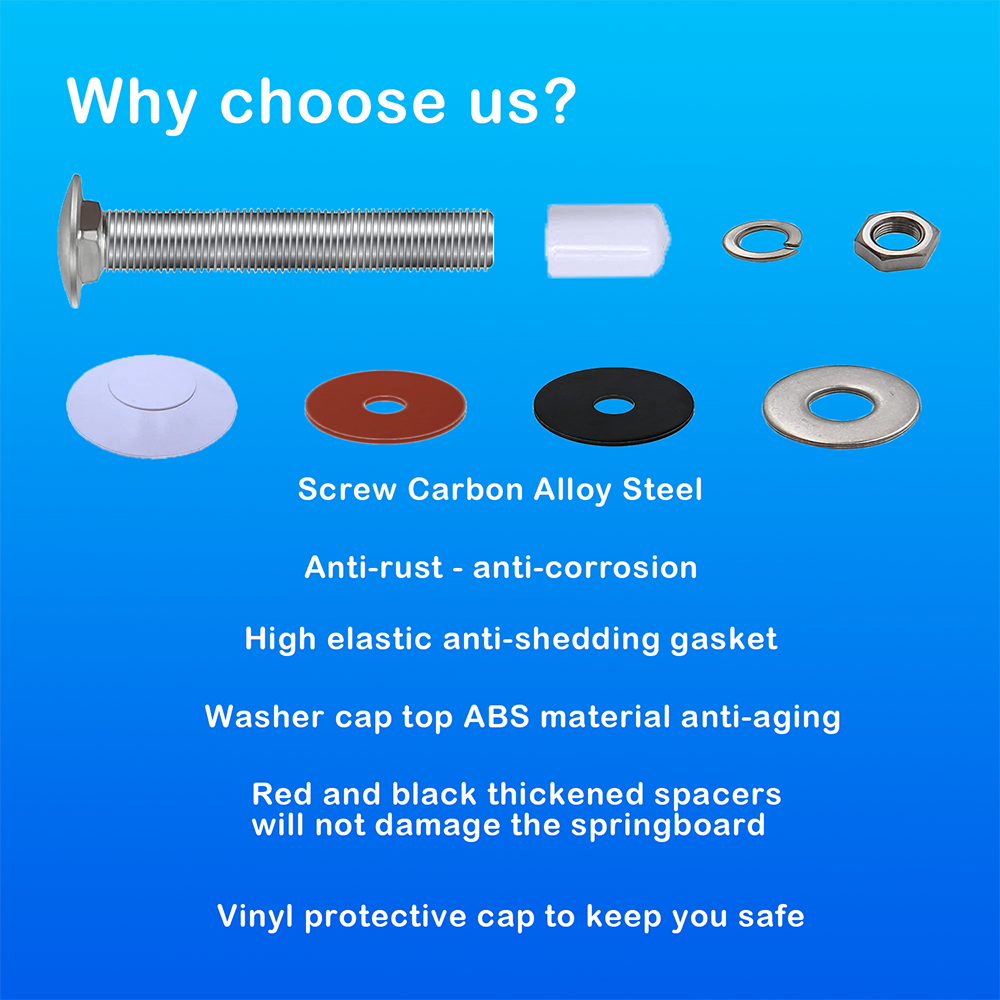 Why choose us?
Screw Carbon Alloy Steel
Anti-rust - anti-corrosion
High elastic anti-shedding gasket
Washer cap top ABS material anti-aging
Red and black thickened spacers
will not damage the springboard
Vinyl protective cap to keep you safe